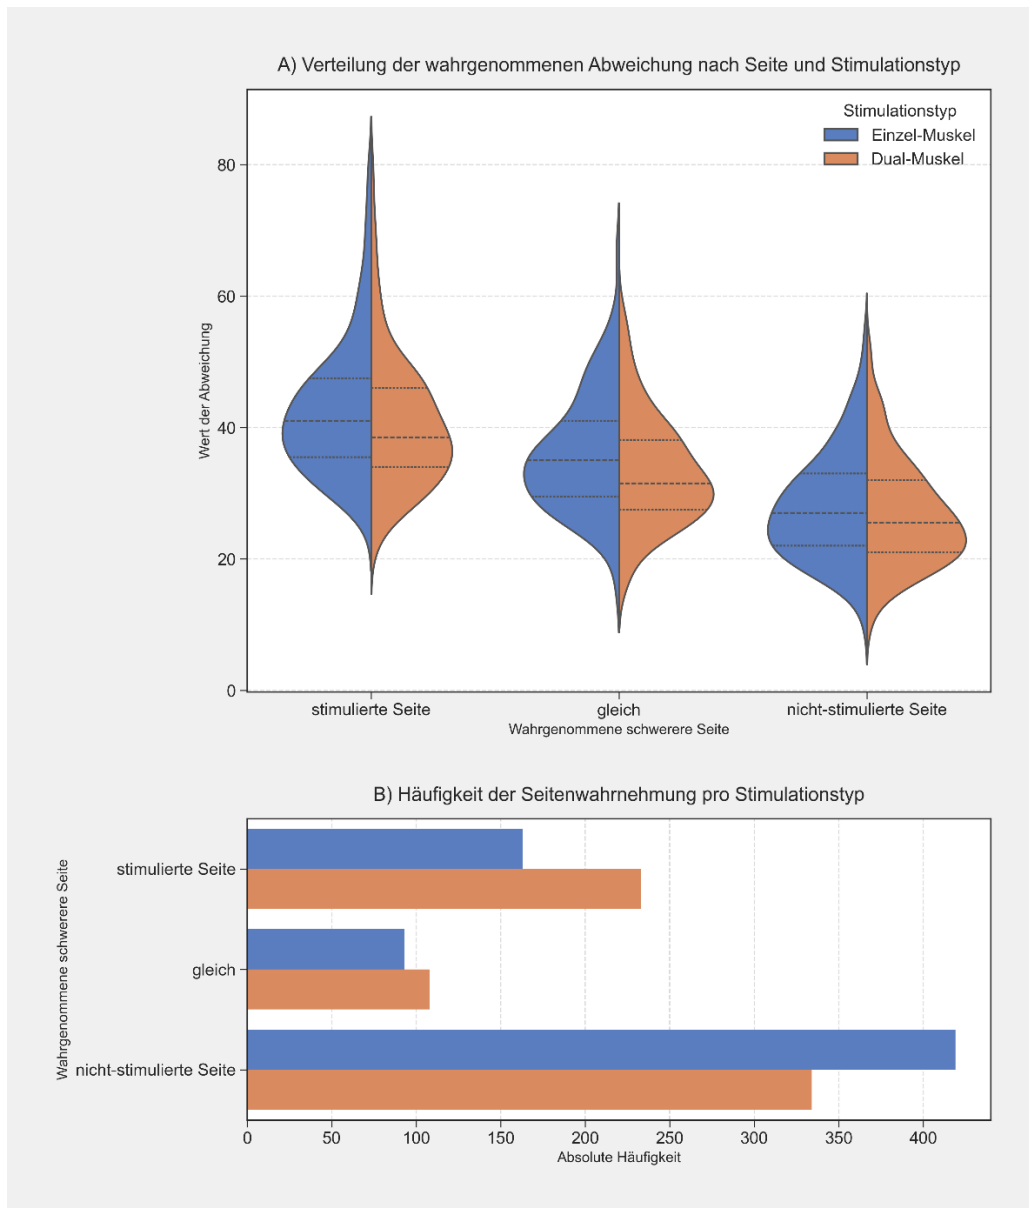 A) Verteilung der wahrgenommenen Abweichung nach Seite und Stimulationstyp
Stimulationstyp
Einzel-Muskel
Dual-Muskel
Wert der Abweichung
80
60
40
20
0
stimulierte Seite
gleich
nicht-stimulierte Seite
Wahrgenommene schwerere Seite
B) Häufigkeit der Seitenwahrnehmung pro Stimulationstyp
Wahrgenommene schwerere Seite
stimulierte Seite
gleich
nicht-stimulierte Seite
0 50 100 150 200 250 300 350 400
Absolute Häufigkeit